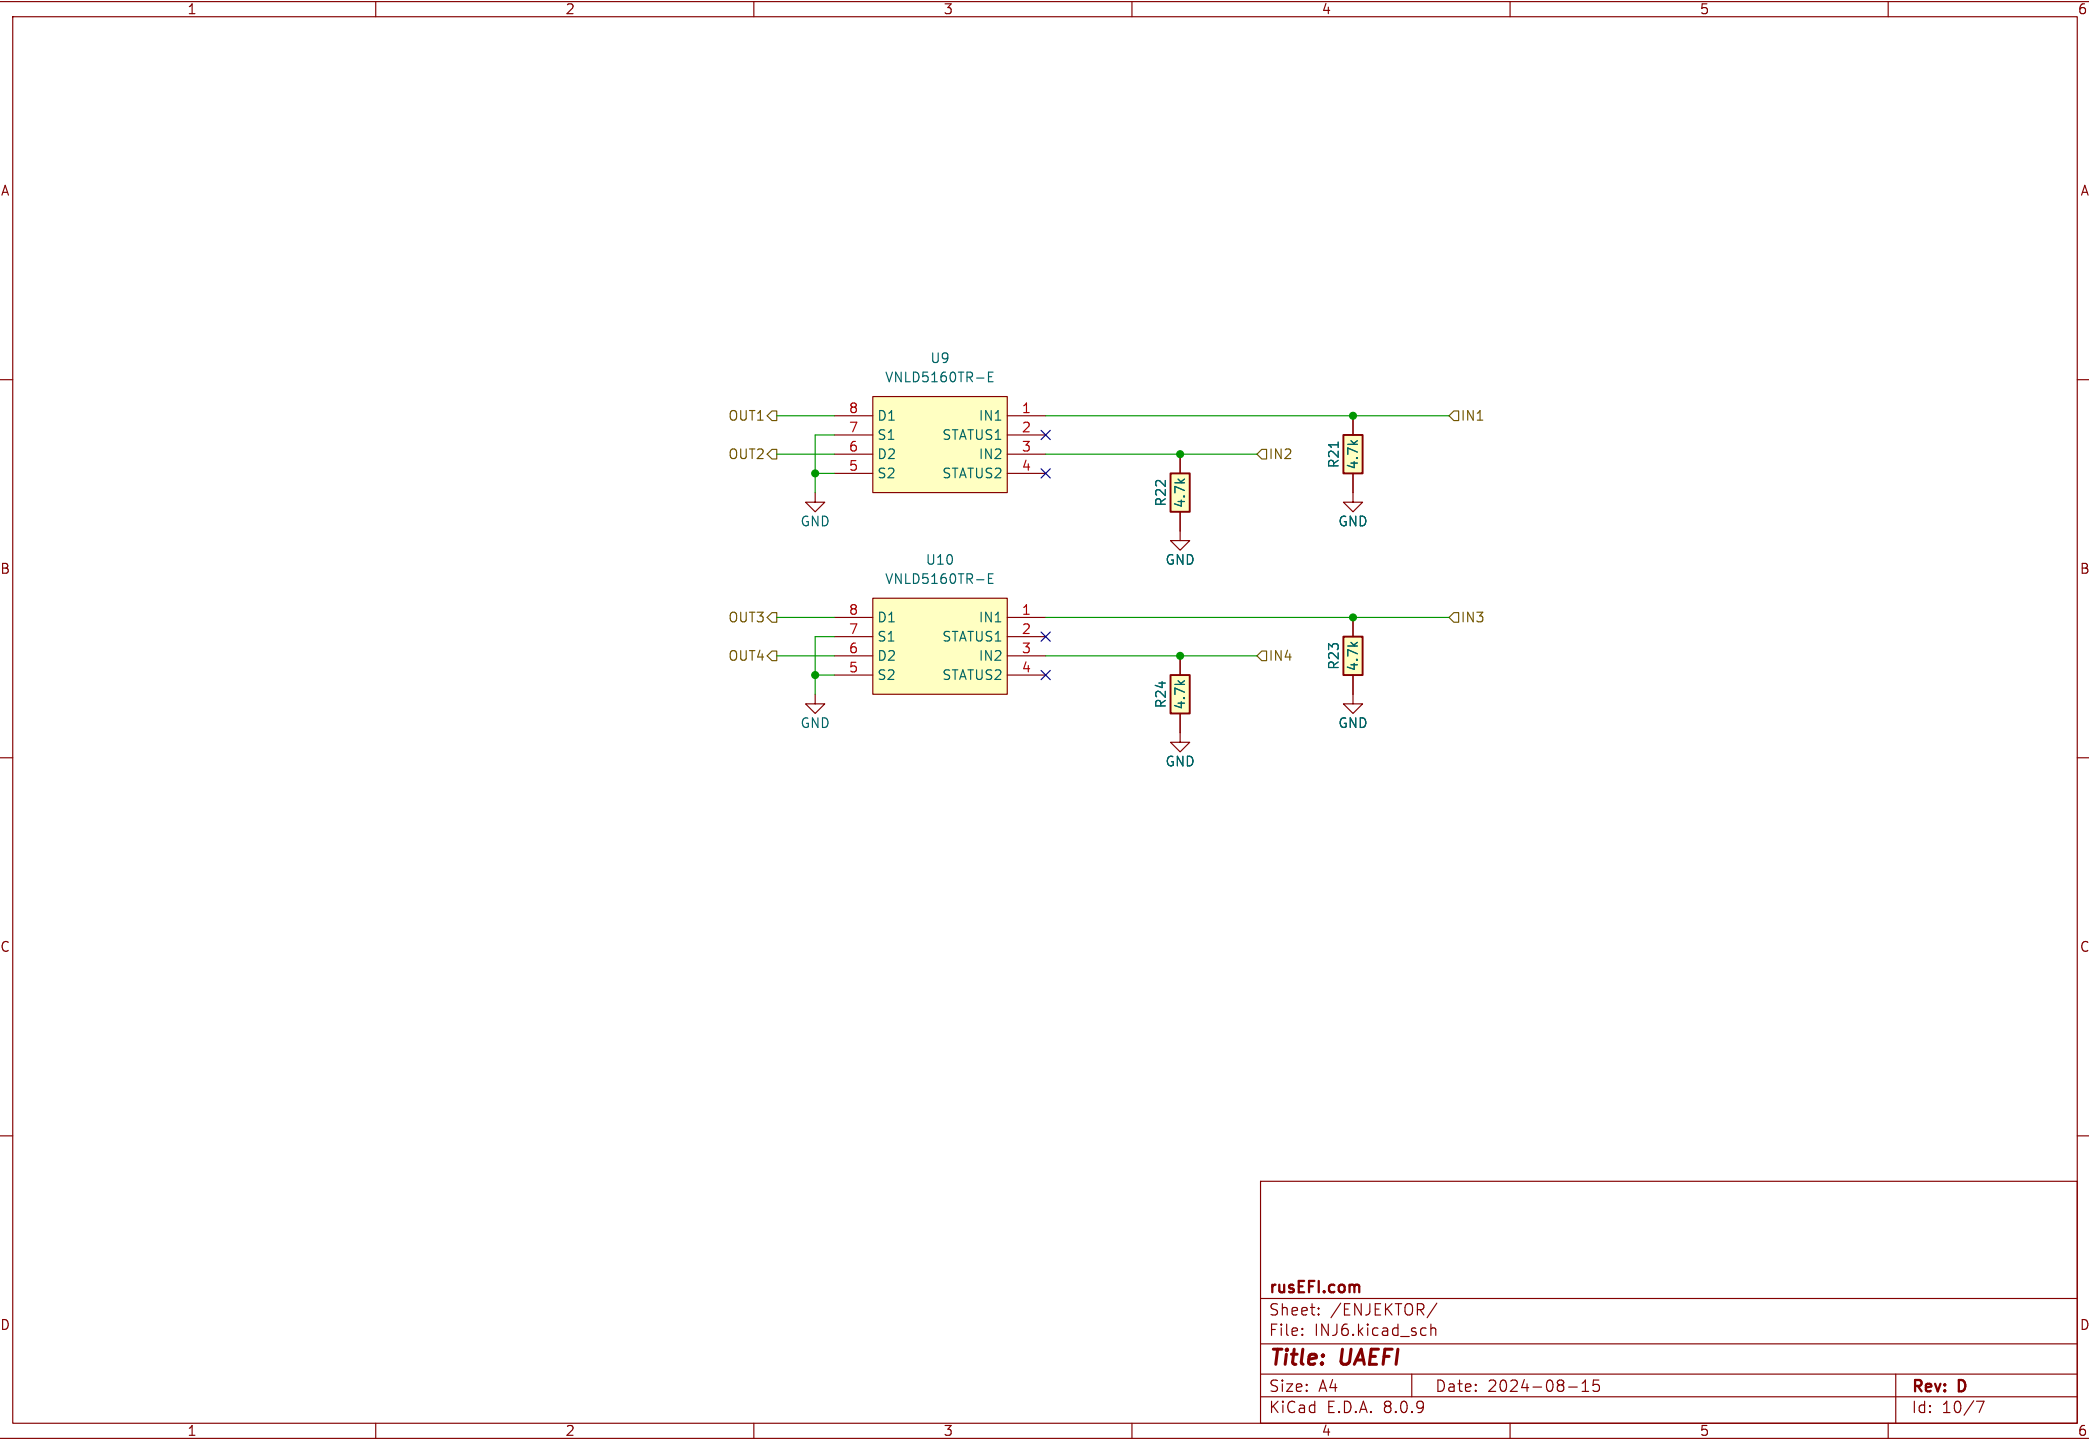 1 2 3 4 5 6
A A
U9
VNLD5160TR-E
OUT1 8 D1 IN1 1 IN1
7 S1 STATUS1 2
OUT2 6 D2 IN2 3 IN2
5 S2 STATUS2 4
R21 4.7k
R22 4.7k
GND GND
GND
U10
VNLD5160TR-E
B B
OUT3 8 D1 IN1 1 IN3
7 S1 STATUS1 2
OUT4 6 D2 IN2 3 IN4
5 S2 STATUS2 4
R23 4.7k
R24 4.7k
GND GND
GND
C C
rusEFI.com
Sheet: /ENJEKTOR/
File: INJ6.kicad_sch
D D
Title: UAEFI
Size: A4 Date: 2024-08-15 Rev: D
KiCad E.D.A. 8.0.9 Id: 10/7
1 2 3 4 5 6